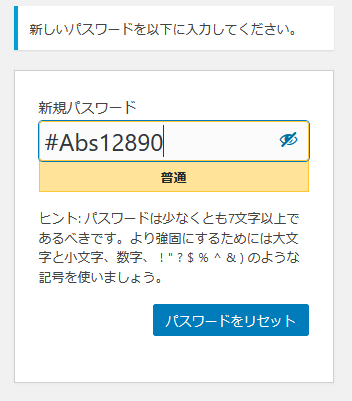 新しいパスワードを以下に入力してください。
新規パスワード
#Abs12890
普通
ヒント: パスワードは少なくとも7文字以上で
あるべきです。より強固にするためには大文
字と小文字、数字、! " ? $ % ^ & ) のような
記号を使いましょう。
パスワードをリセット